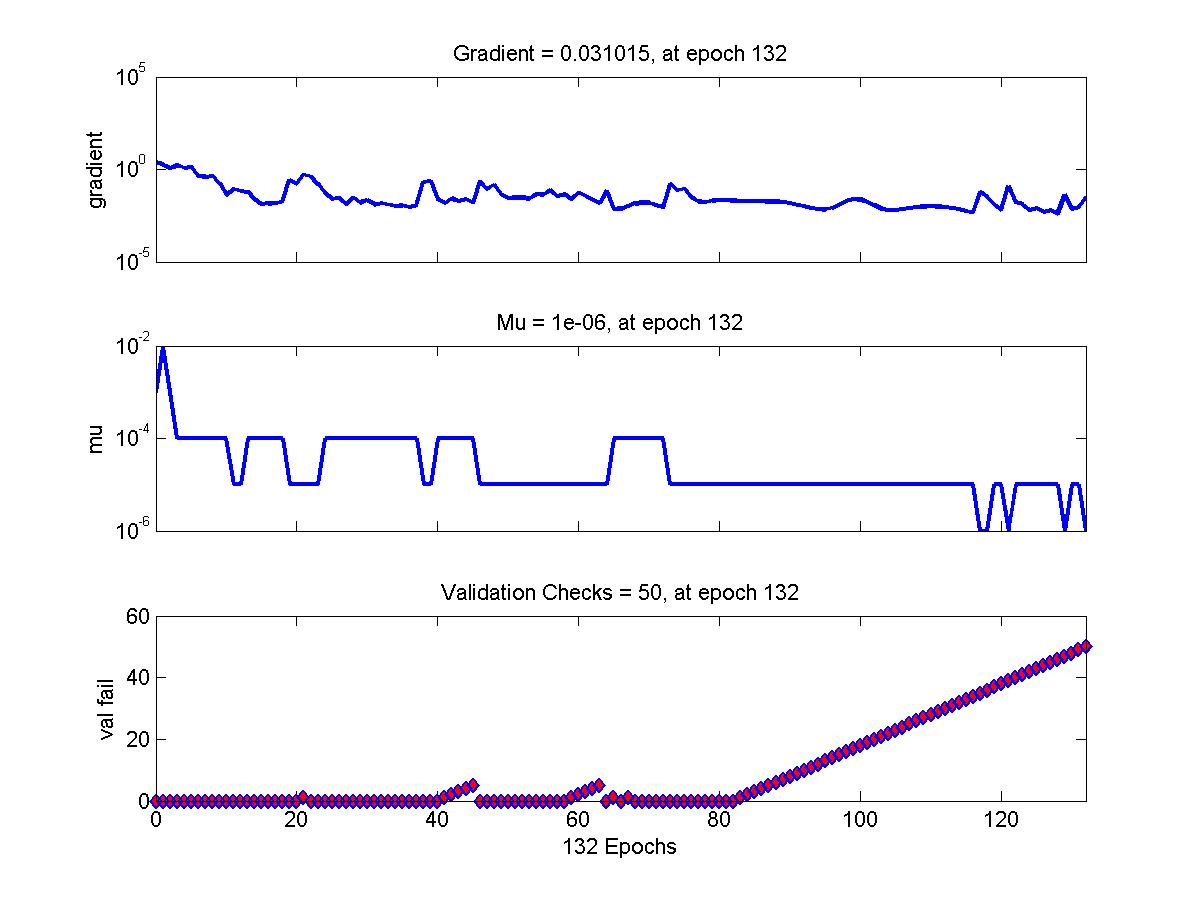 Gradient = 0.031015, at epoch 132
10^5
10^0
10^-5
gradient
Mu = 1e-06, at epoch 132
10^-2
10^-4
10^-6
mu
Validation Checks = 50, at epoch 132
60
40
20
0
val fail
0 20 40 60 80 100 120
132 Epochs